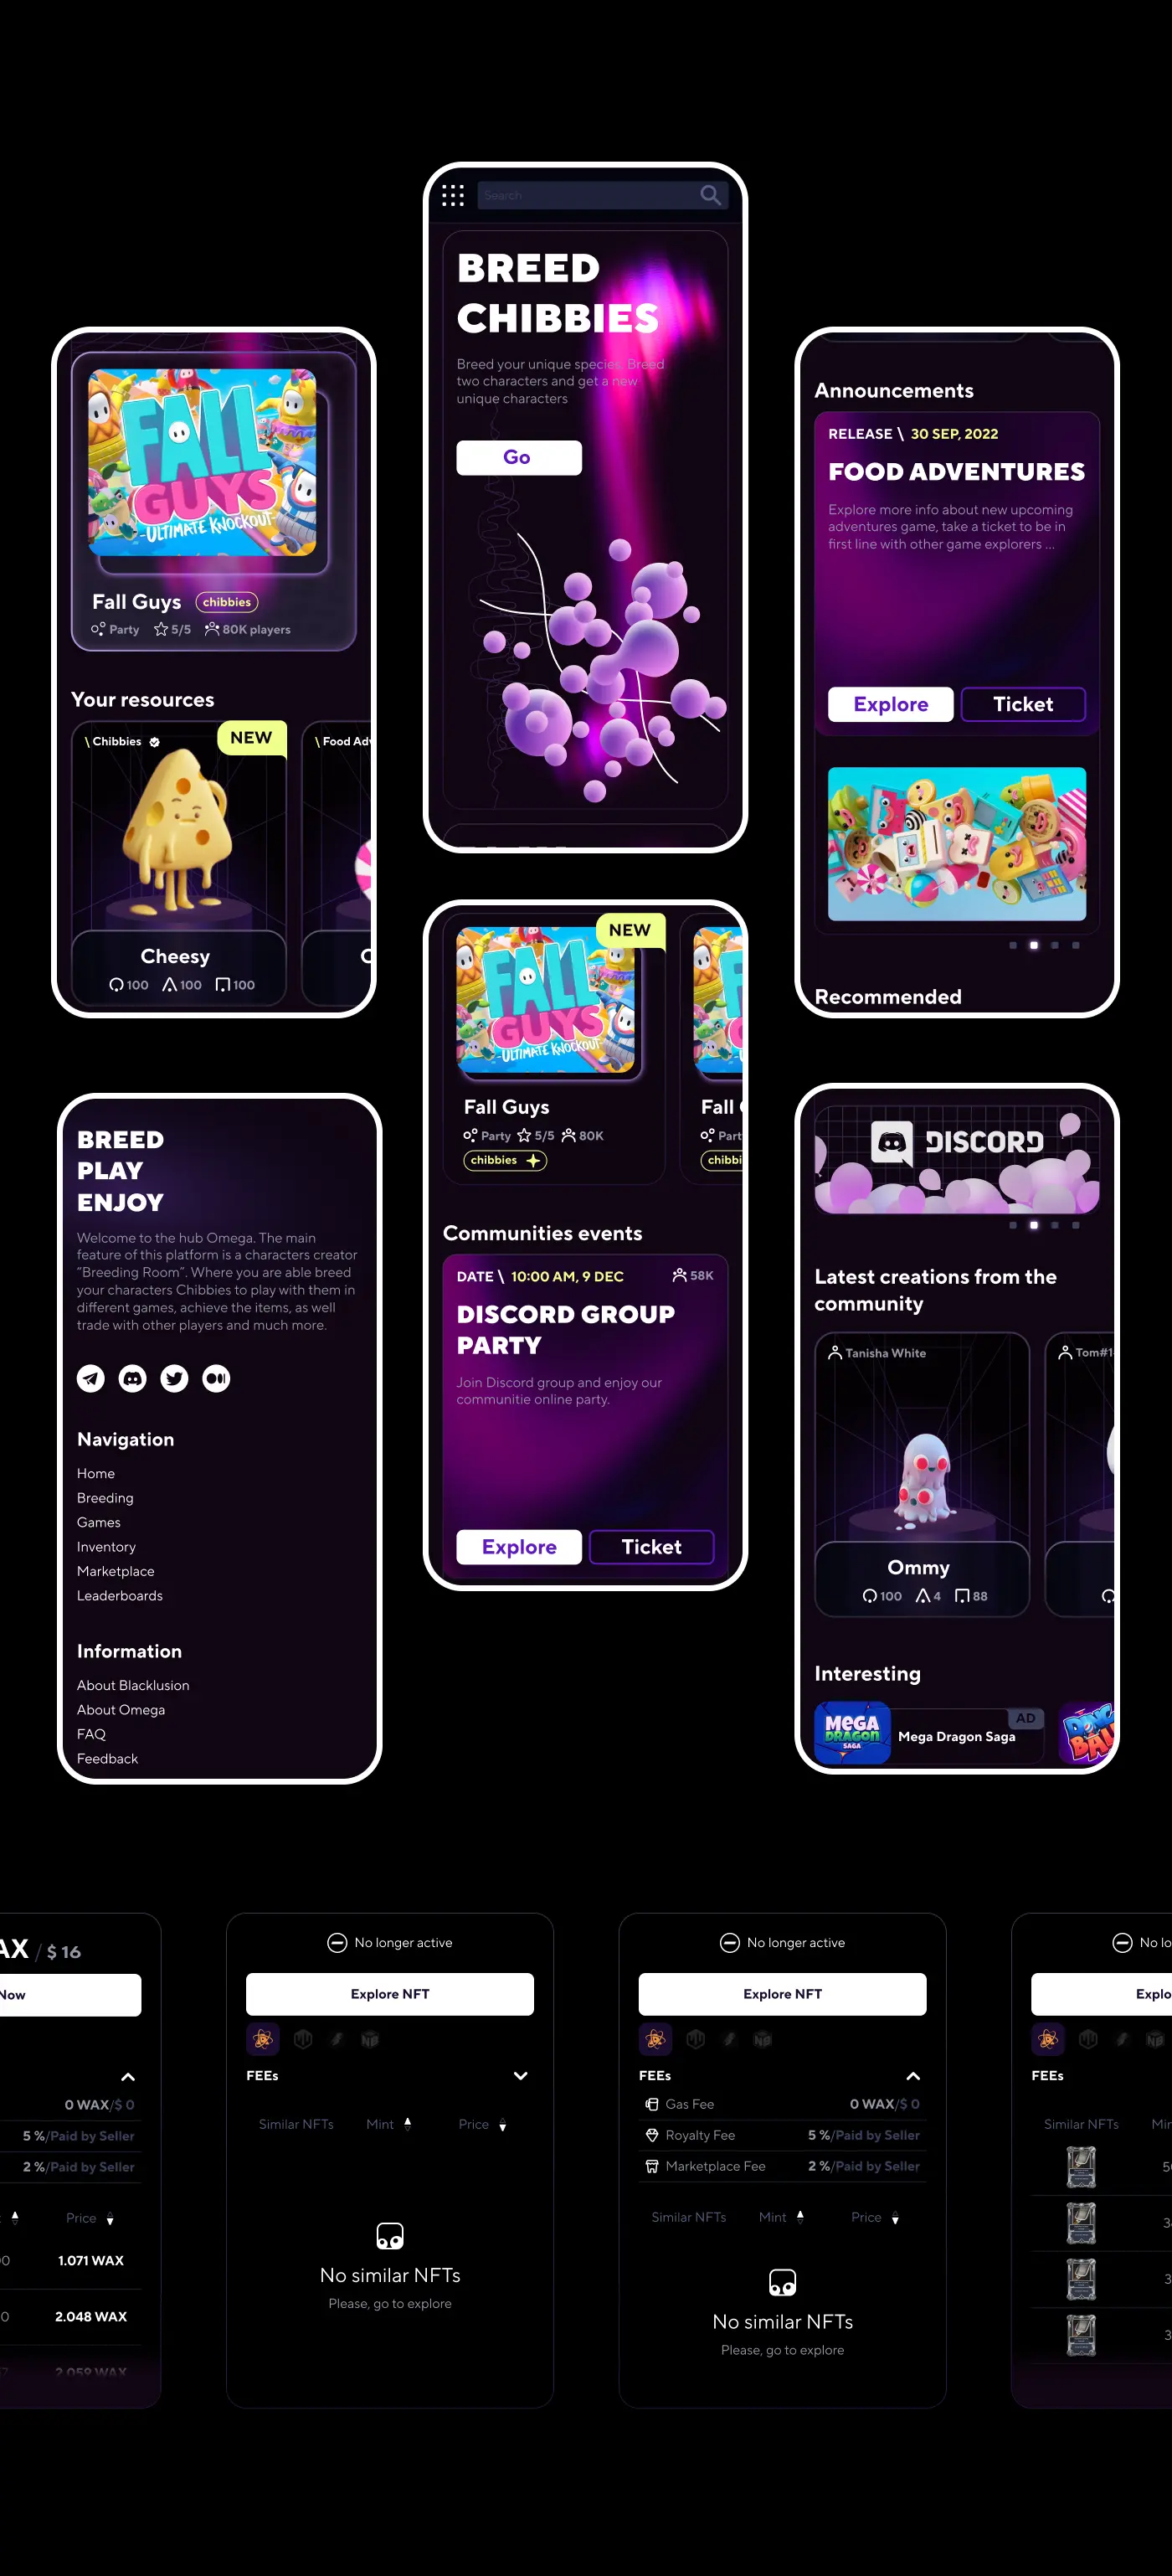 Search
BREED
CHIBBIES
Breed your unique species. Breed
two characters and get a new
unique characters
Go
FALL
GUYS
ULTIMATE KNOCKOUT
Fall Guys
chibbies
Party
5/5
80K players
Your resources
\ Chibbies
NEW
\ Food Adv
Cheesy
100
100
100
C
Announcements
RELEASE \ 30 SEP, 2022
FOOD ADVENTURES
Explore more info about new upcoming
adventures game, take a ticket to be in
first line with other game explorers ...
Explore
Ticket
Recommended
NEW
FALL
GUYS
ULTIMATE KNOCKOUT
Fall Guys
Party
5/5
80K
chibbies
Fall
Part
chibbi
Communities events
DATE \ 10:00 AM, 9 DEC
58K
DISCORD GROUP
PARTY
Join Discord group and enjoy our
communitie online party.
Explore
Ticket
BREED
PLAY
ENJOY
Welcome to the hub Omega. The main
feature of this platform is a characters creator
“Breeding Room”. Where you are able breed
your characters Chibbies to play with them in
different games, achieve the items, as well
trade with other players and much more.
Navigation
Home
Breeding
Games
Inventory
Marketplace
Leaderboards
Information
About Blacklusion
About Omega
FAQ
Feedback
DISCORD
Latest creations from the
community
Tanisha White
Tom#1
Ommy
100
4
88
Interesting
MEGA
DRAGON
SAGA
Mega Dragon Saga
AD
AX / $ 16
Now
0 WAX/$ 0
5 %/Paid by Seller
2 %/Paid by Seller
Price
1.071 WAX
2.048 WAX
2.059 WAX
No longer active
Explore NFT
FEEs
Similar NFTs
Mint
Price
No similar NFTs
Please, go to explore
No longer active
Explore NFT
FEEs
Gas Fee
0 WAX/$ 0
Royalty Fee
5 %/Paid by Seller
Marketplace Fee
2 %/Paid by Seller
Similar NFTs
Mint
Price
No similar NFTs
Please, go to explore
No lo
Explo
FEEs
Similar NFTs
Mi